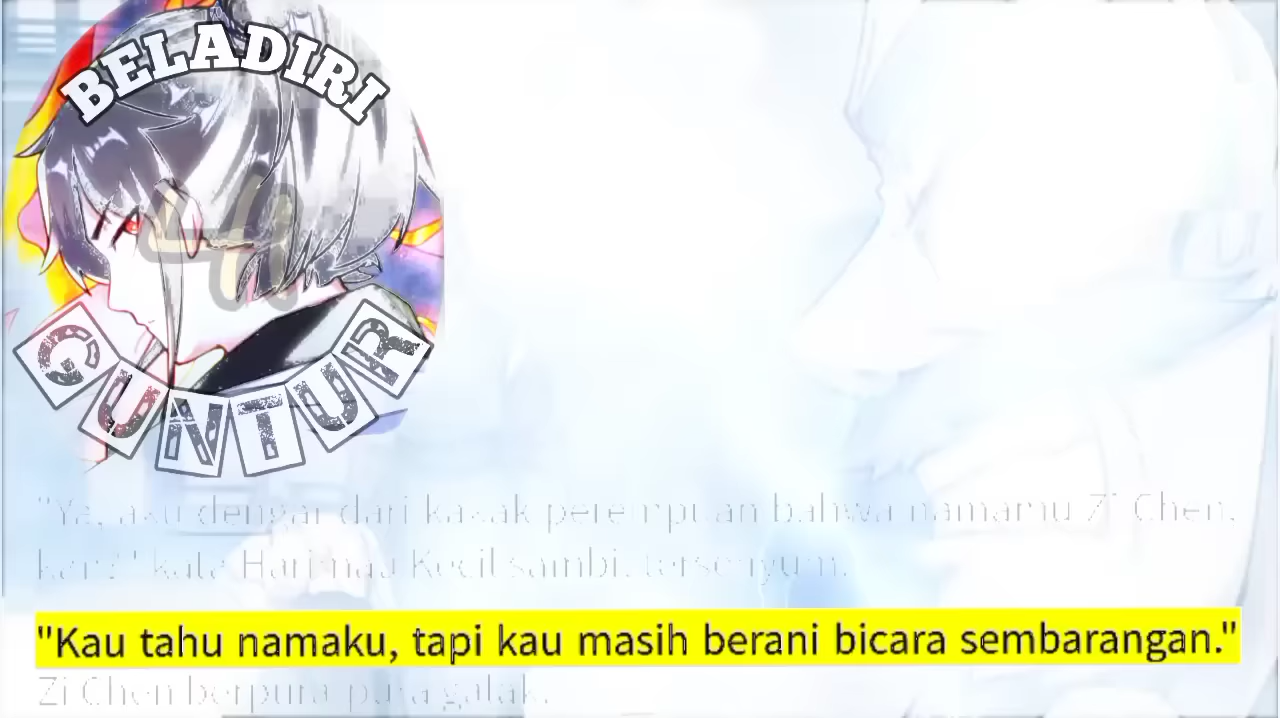 BELADIRI
GUNTUR
"Ya, aku dengar dari kakak perempuan bahwa namamu Zi Chen,
kan?" kata Harimau Kecil sambil tersenyum.
"Kau tahu namaku, tapi kau masih berani bicara sembarangan."
Zi Chen berpura pura galak.